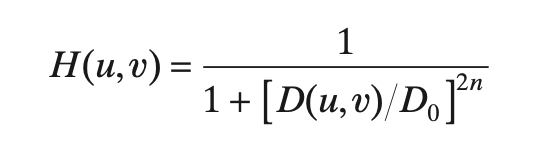 H(u,v) = 1 / (1 + [D(u,v)/D₀]²ⁿ)